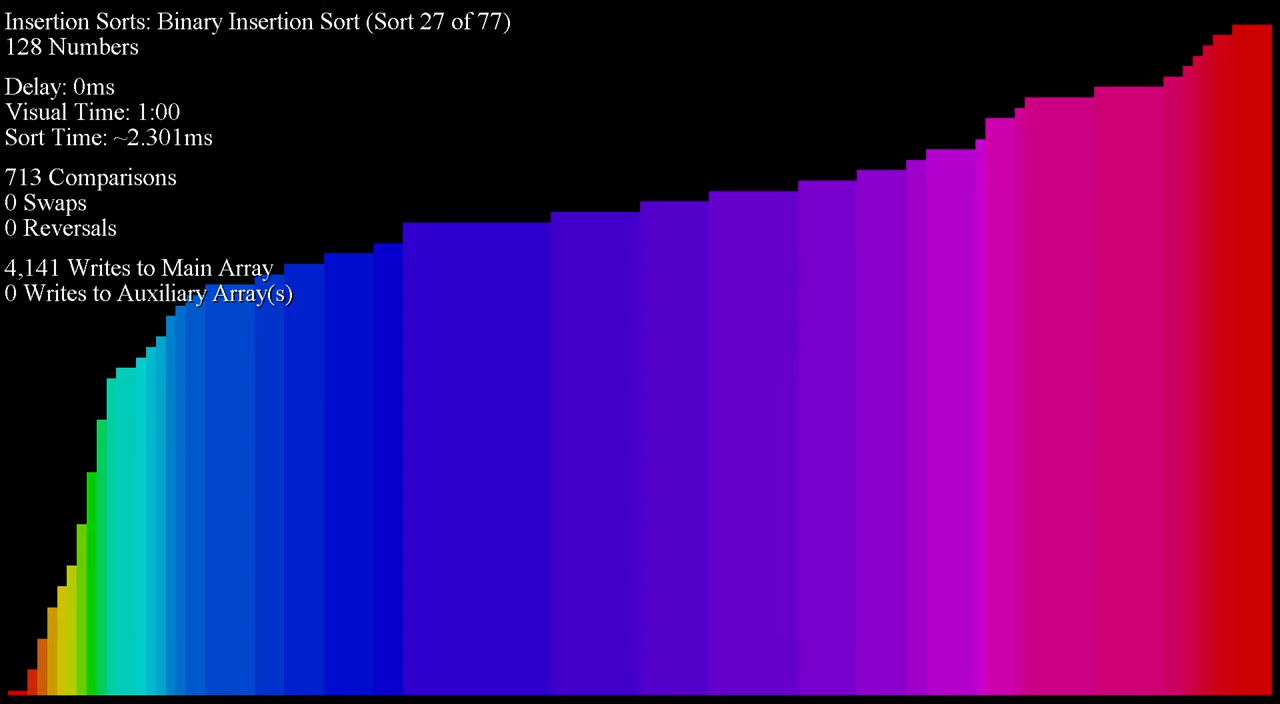 Insertion Sorts: Binary Insertion Sort (Sort 27 of 77)
128 Numbers
Delay: 0ms
Visual Time: 1:00
Sort Time: ~2.301ms
713 Comparisons
0 Swaps
0 Reversals
4,141 Writes to Main Array
0 Writes to Auxiliary Array(s)